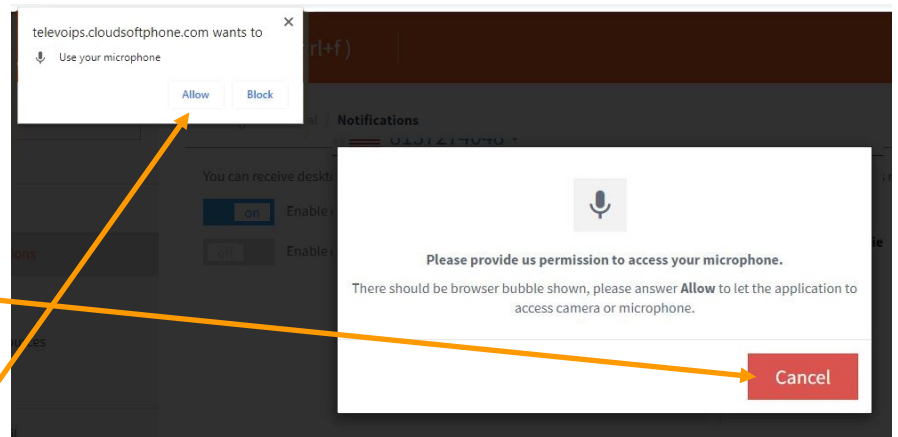 televoips.cloudsoftphone.com wants to
Use your microphone
Allow Block
rl+f )
Notifications
You can receive deskt
on Enable
off Enable
ions
Please provide us permission to access your microphone.
There should be browser bubble shown, please answer Allow to let the application to
access camera or microphone.
Cancel